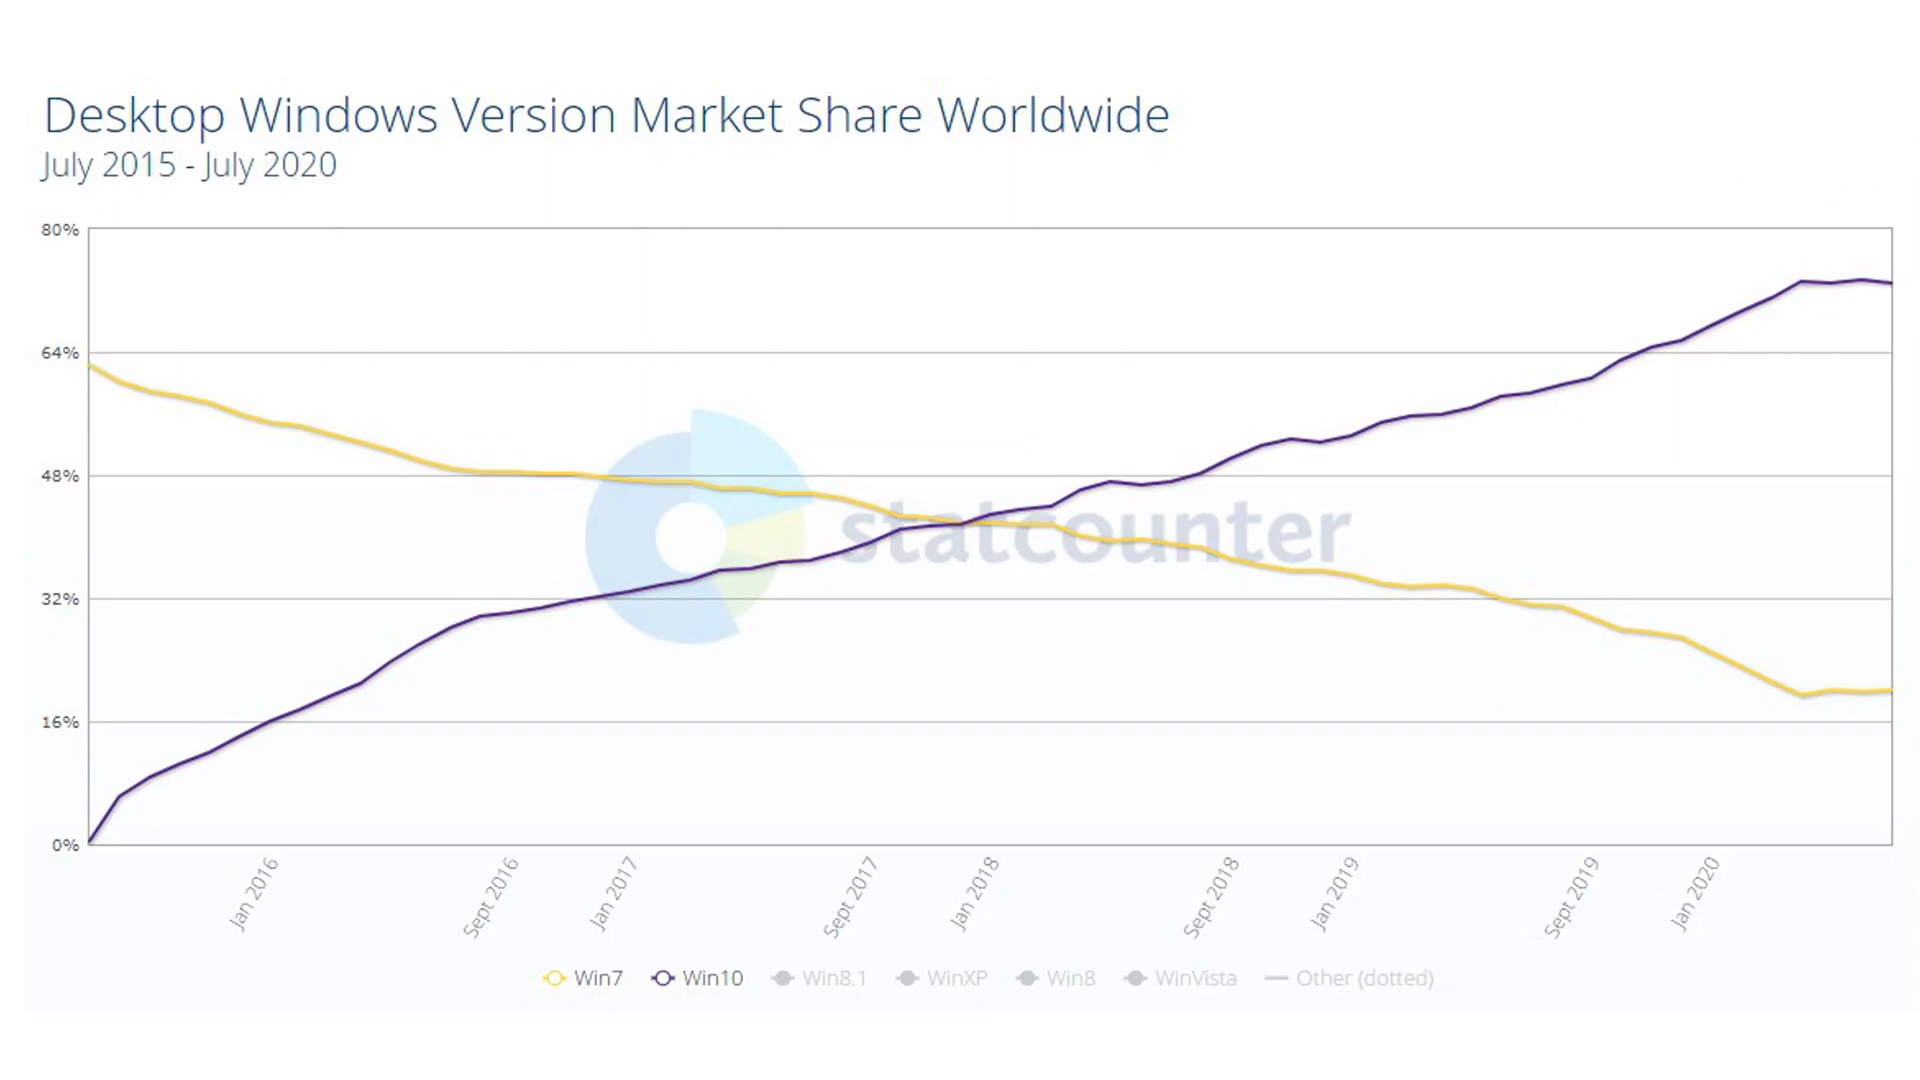 Desktop Windows Version Market Share Worldwide
July 2015 - July 2020
80%
64%
48%
32%
16%
0%
statcounter
Jan 2016
Sept 2016
Jan 2017
Sept 2017
Jan 2018
Sept 2018
Jan 2019
Sept 2019
Jan 2020
Win7 Win10 Win8.1 WinXP Win8 WinVista Other (dotted)